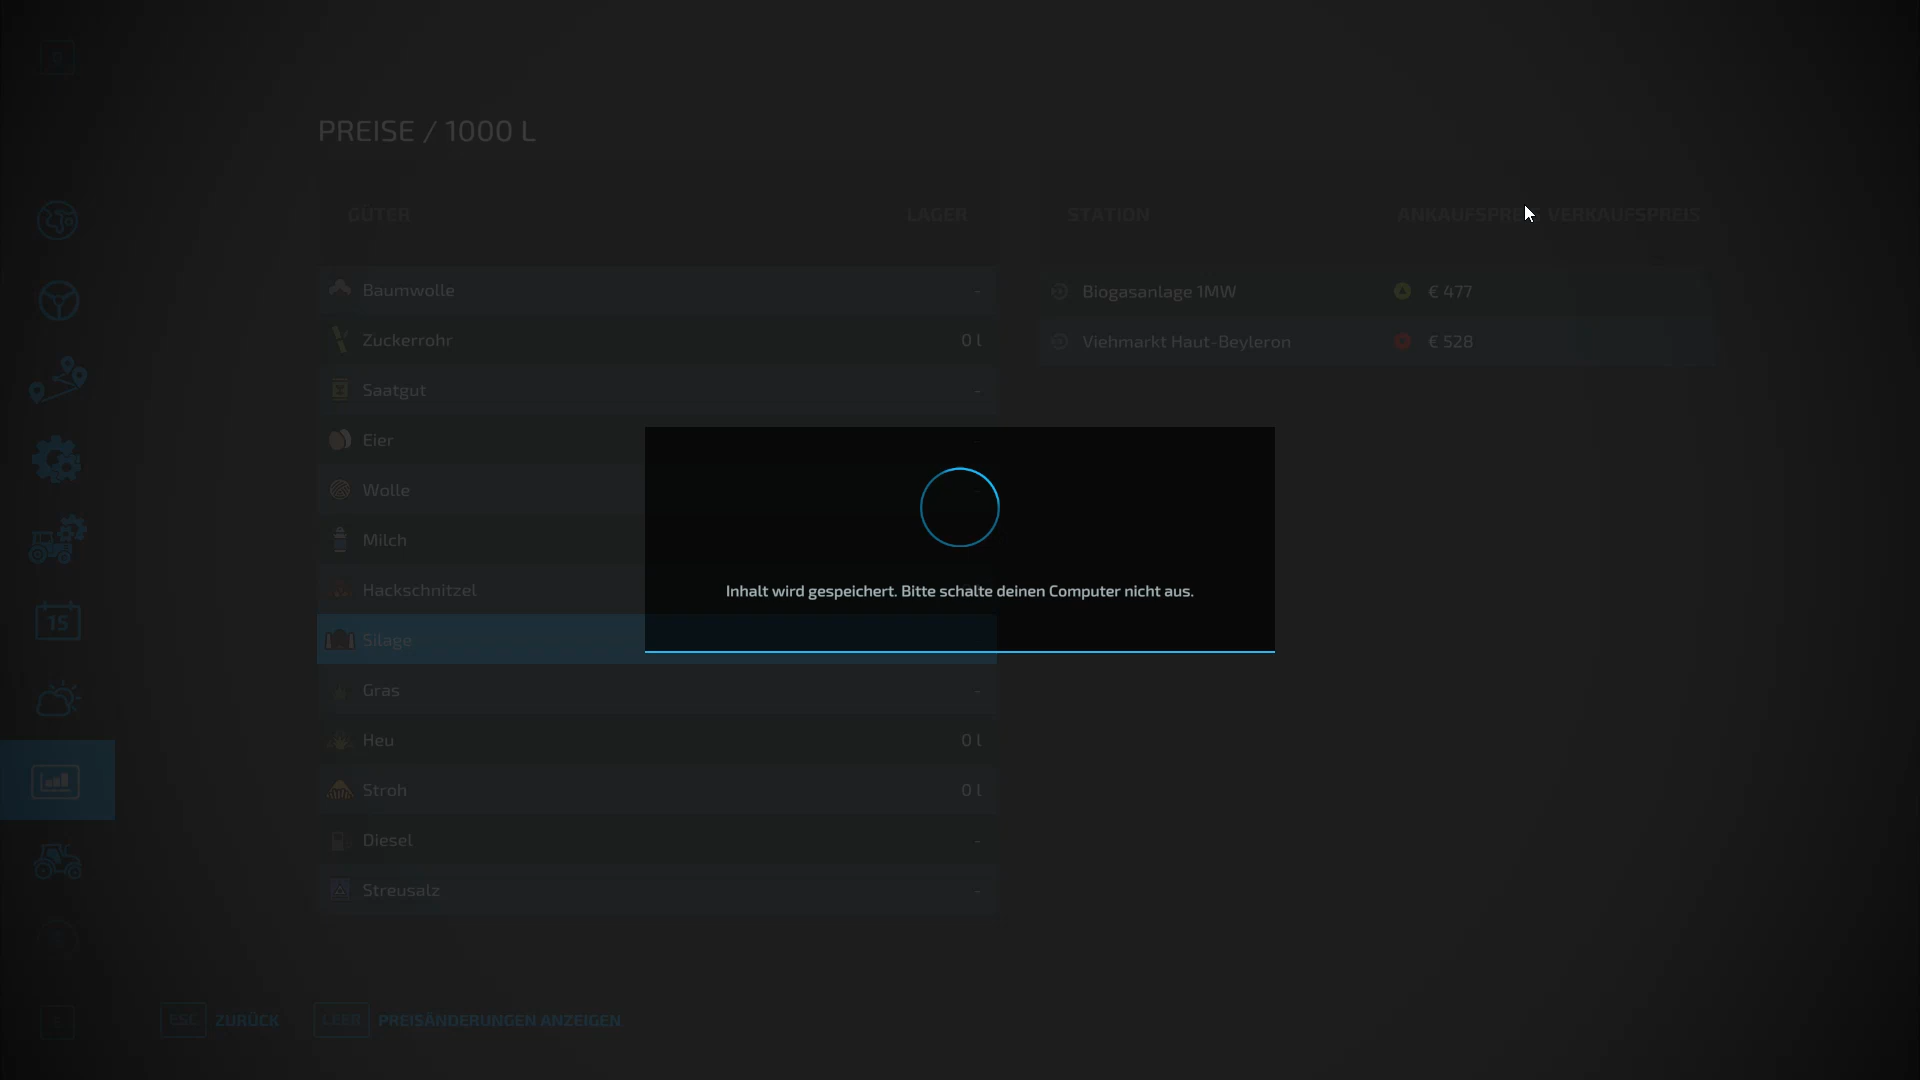 PREISE / 1000 L
GÜTER LAGER
STATION VERKAUFSPREIS
Baumwolle -
Biogasanlage 1MW € 477
Zuckerrohr 0 l
Viehmarkt Haut-Beyleron € 528
Saatgut -
Eier -
Wolle
Milch
Hackschnitzel
Silage
Inhalt wird gespeichert. Bitte schalte deinen Computer nicht aus.
Gras -
Heu 0 l
Stroh 0 l
Diesel -
Streusalz -
15
ESC ZURÜCK LEER PREISÄNDERUNGEN ANZEIGEN